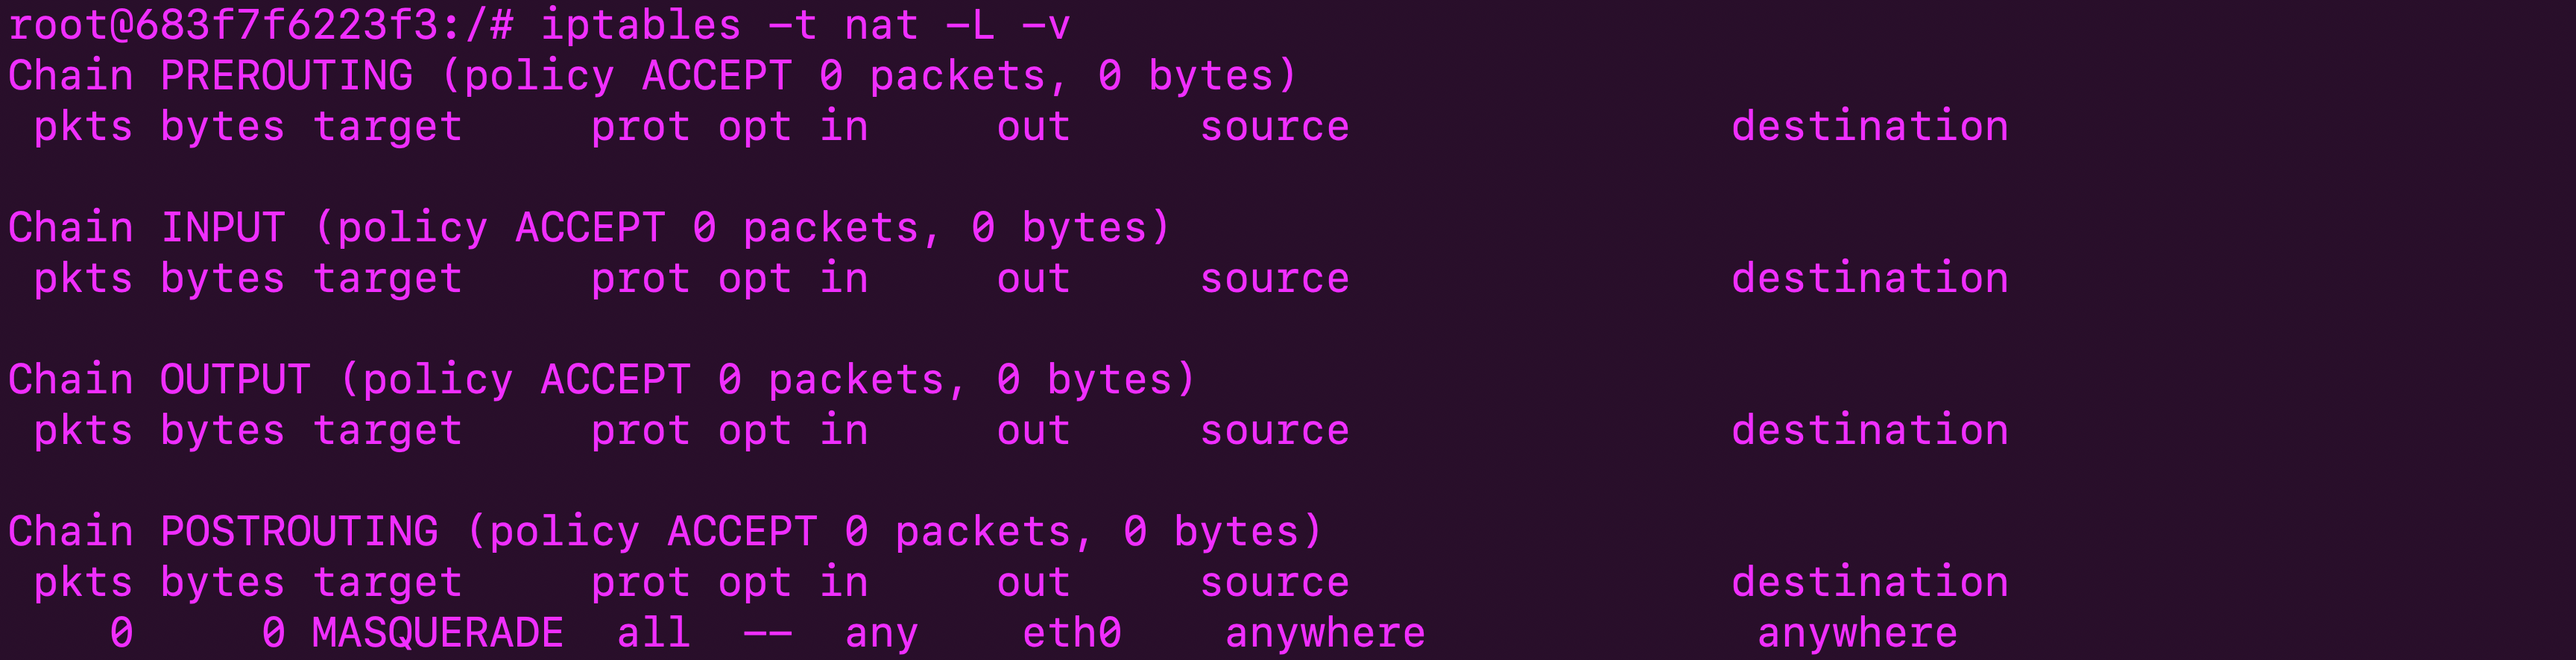 root@683f7f6223f3:/# iptables -t nat -L -v
Chain PREROUTING (policy ACCEPT 0 packets, 0 bytes)
 pkts bytes target     prot opt in     out     source               destination

Chain INPUT (policy ACCEPT 0 packets, 0 bytes)
 pkts bytes target     prot opt in     out     source               destination

Chain OUTPUT (policy ACCEPT 0 packets, 0 bytes)
 pkts bytes target     prot opt in     out     source               destination

Chain POSTROUTING (policy ACCEPT 0 packets, 0 bytes)
 pkts bytes target     prot opt in     out     source               destination
    0     0 MASQUERADE  all  --  any    eth0    anywhere             anywhere